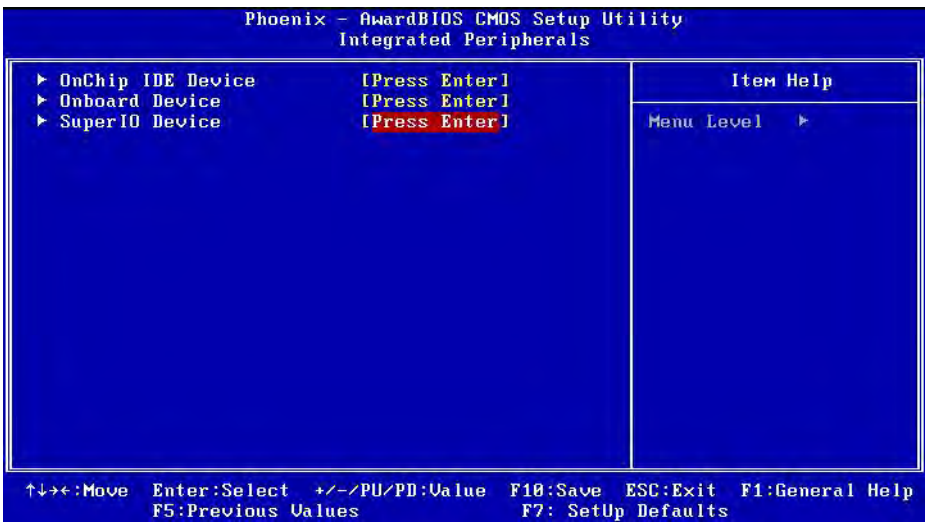 Phoenix - AwardBIOS CMOS Setup Utility
Integrated Peripherals
► OnChip IDE Device [Press Enter]
► Onboard Device [Press Enter]
► SuperIO Device [Press Enter]
Item Help
Menu Level ►
↑↓→←:Move Enter:Select +/-/PU/PD:Value F10:Save ESC:Exit F1:General Help
F5:Previous Values F7: SetUp Defaults